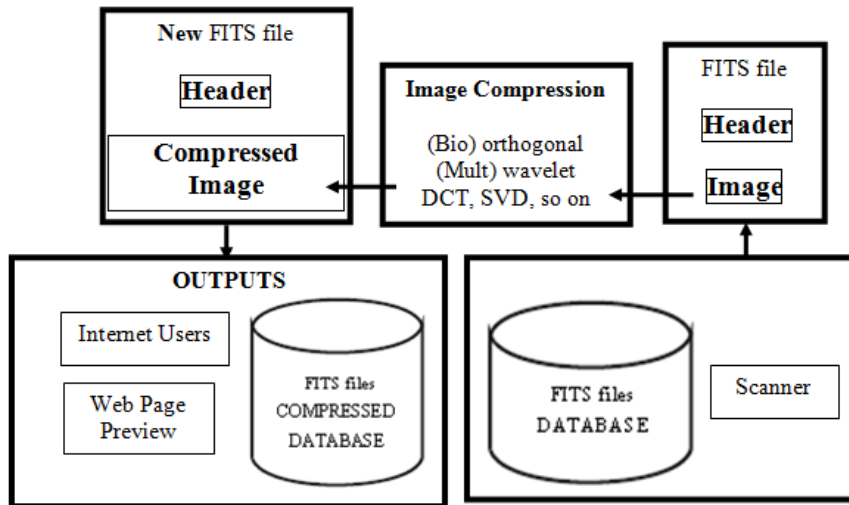 New FITS file
Header
Compressed
Image
Image Compression
(Bio) orthogonal
(Mult) wavelet
DCT, SVD, so on
FITS file
Header
Image
OUTPUTS
Internet Users
Web Page
Preview
FITS files
COMPRESSED
DATABASE
FITS files
DATABASE
Scanner